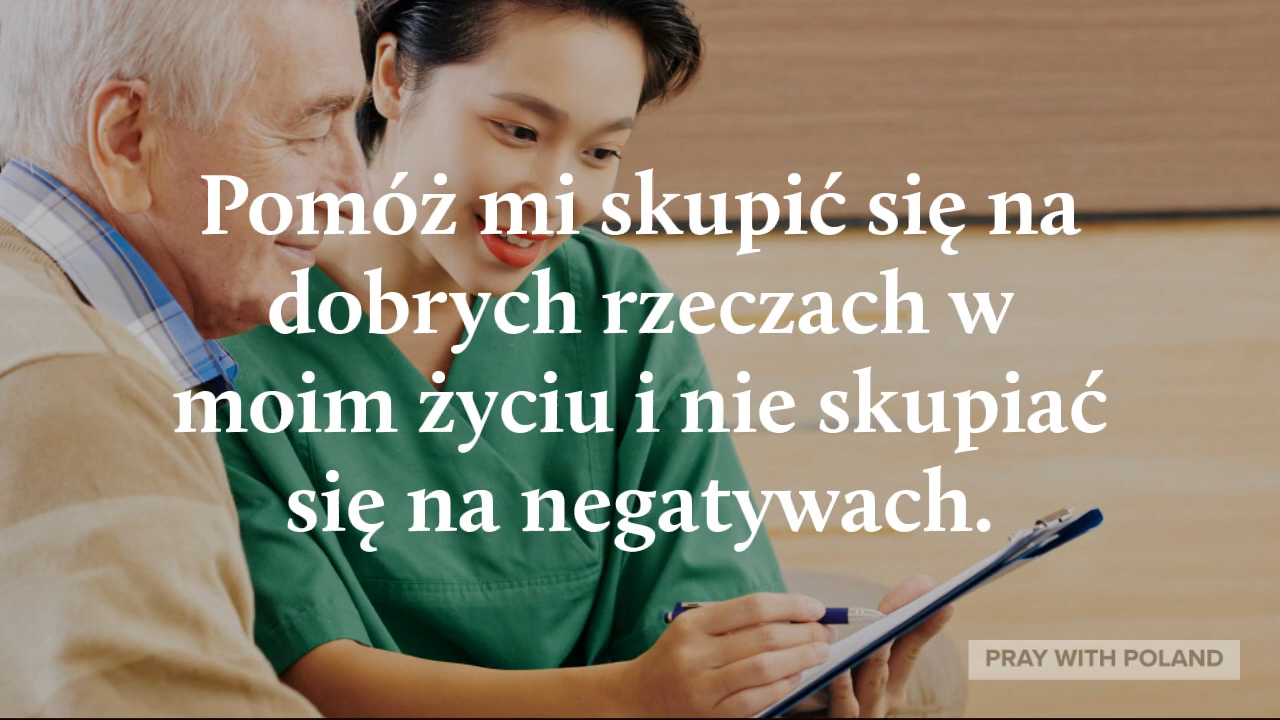 Pomóż mi skupić się na
dobrych rzeczach w
moim życiu i nie skupiać
się na negatywach.
PRAY WITH POLAND